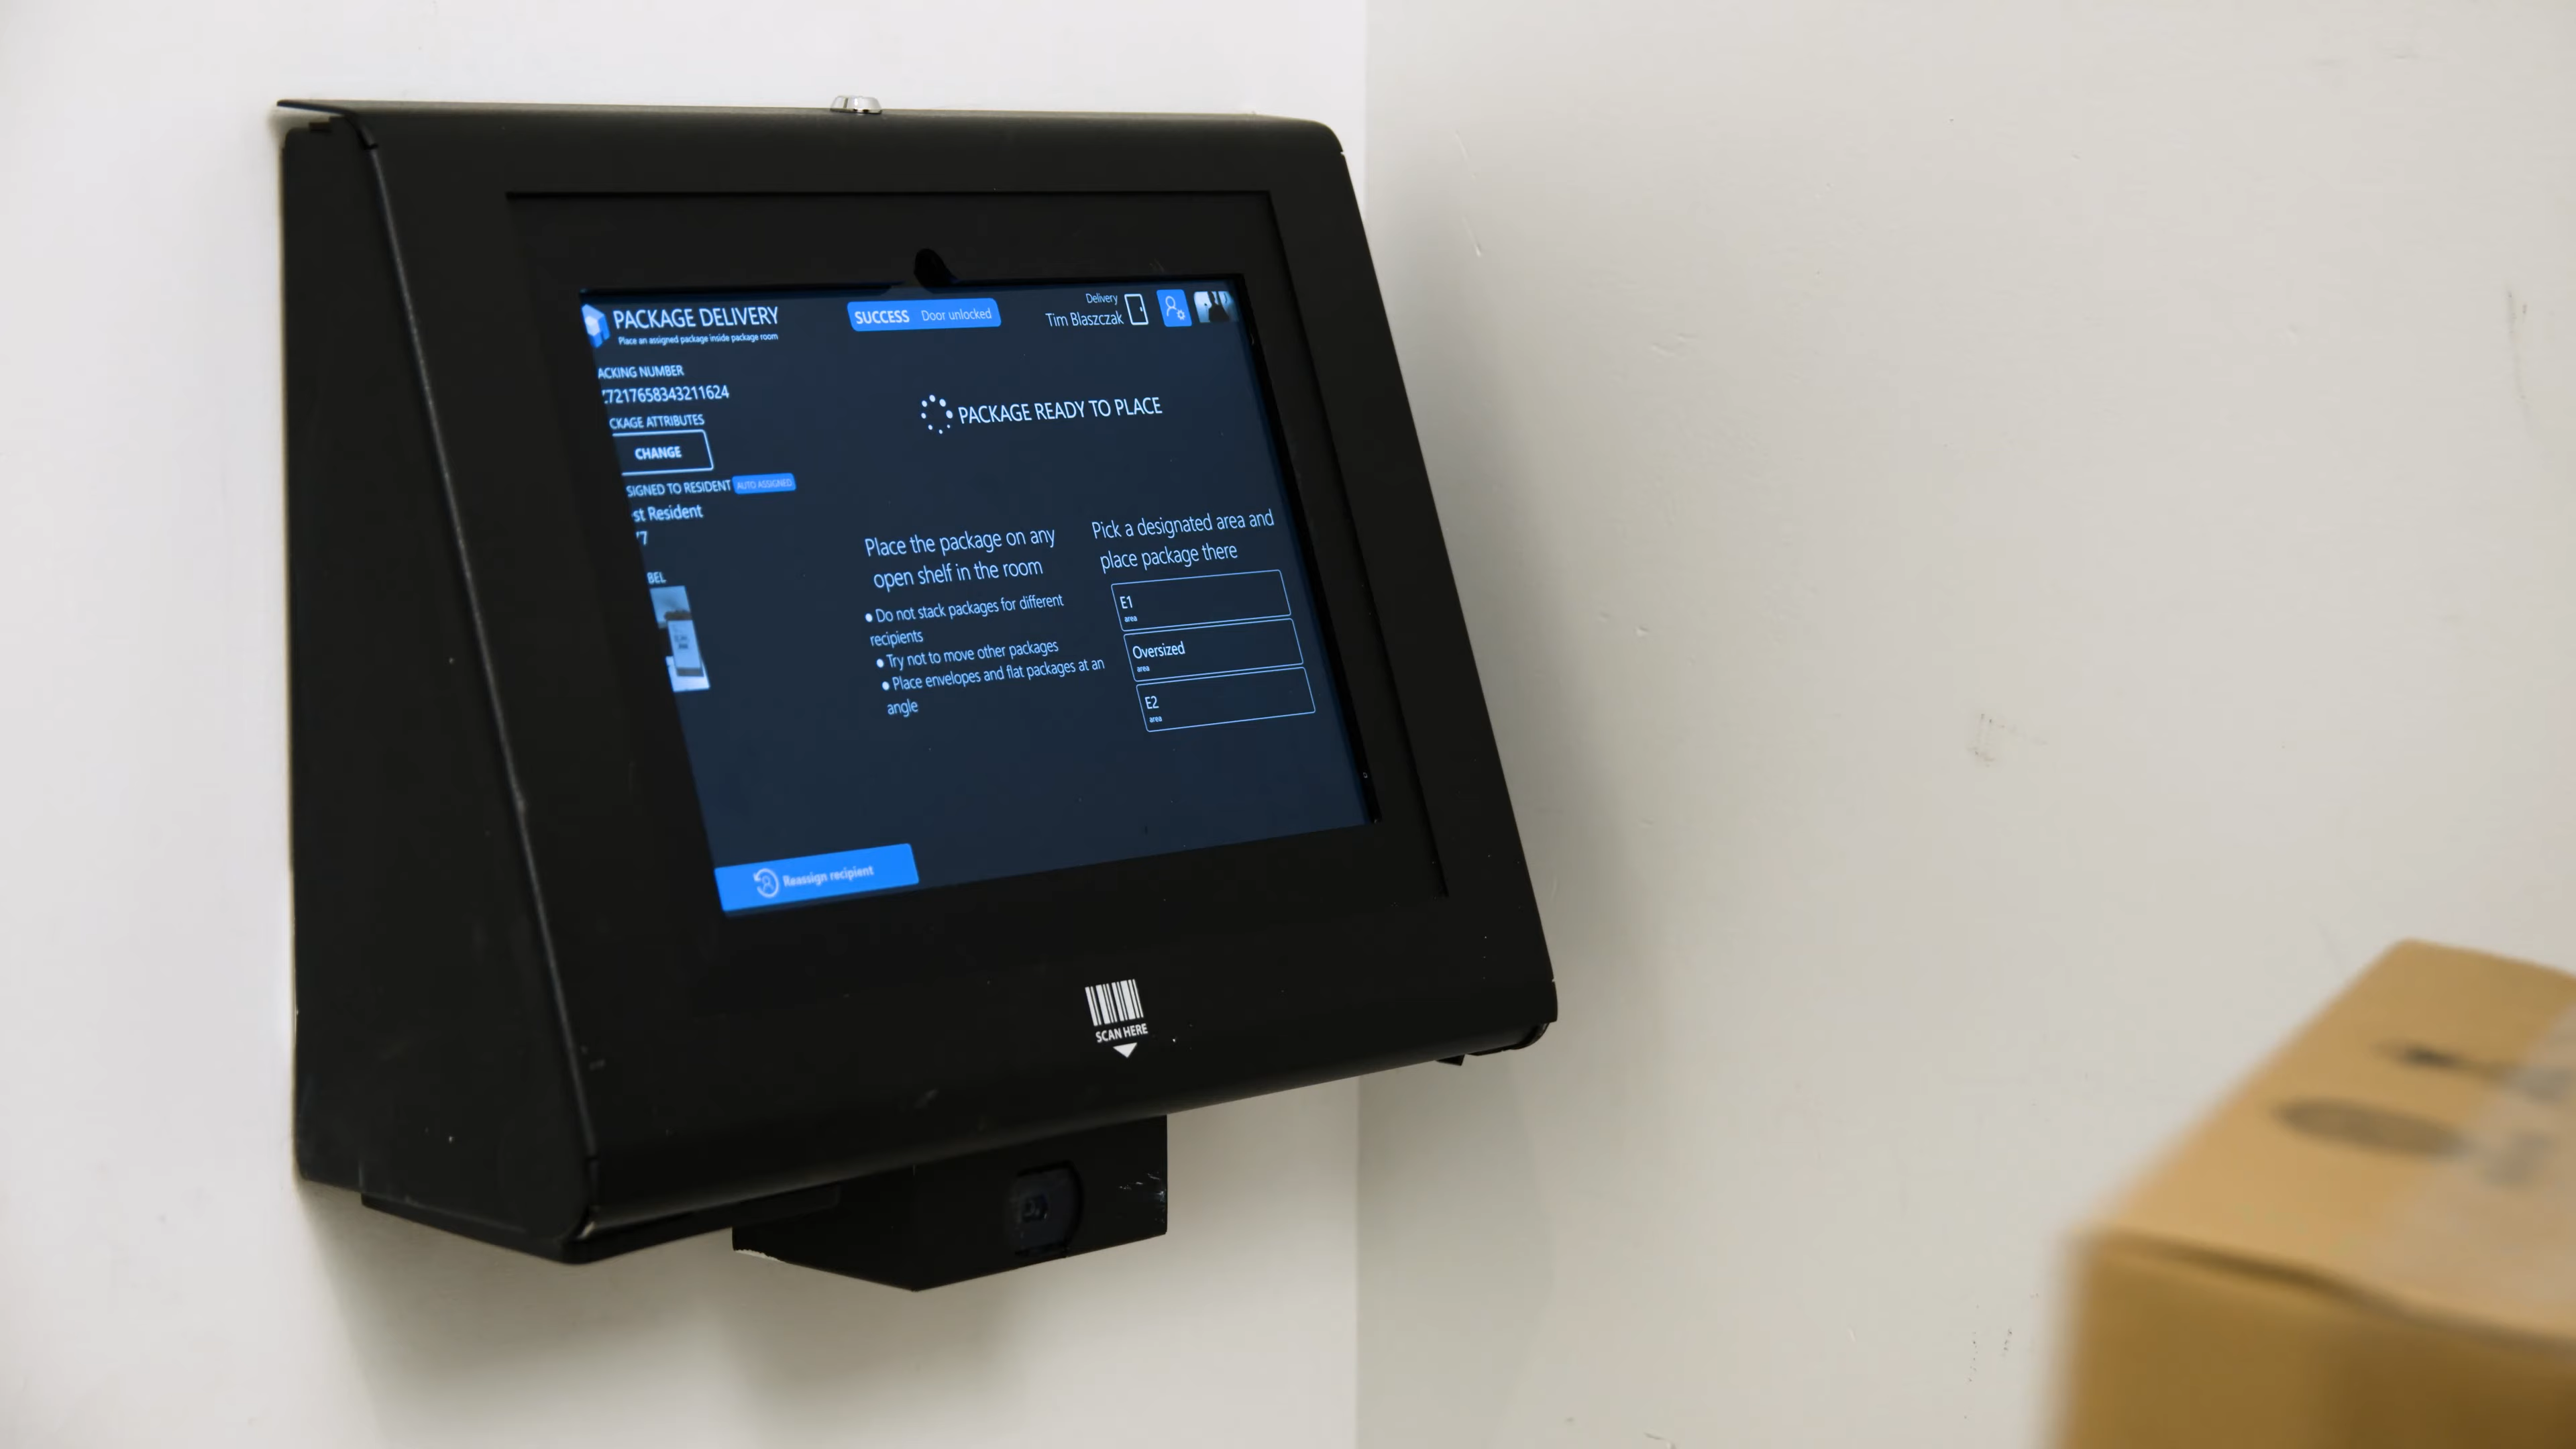 PACKAGE DELIVERY
Place an assigned package inside package room
SUCCESS Door unlocked
Delivery
Tim Blaszczak
ACKING NUMBER
7217658343211624
CKAGE ATTRIBUTES
CHANGE
SIGNED TO RESIDENT AUTO ASSIGNED
st Resident
7
BEL
PACKAGE READY TO PLACE
Place the package on any
open shelf in the room
• Do not stack packages for different
recipients
• Try not to move other packages
• Place envelopes and flat packages at an
angle
Pick a designated area and
place package there
E1
area
Oversized
area
E2
area
Reassign recipient
SCAN HERE